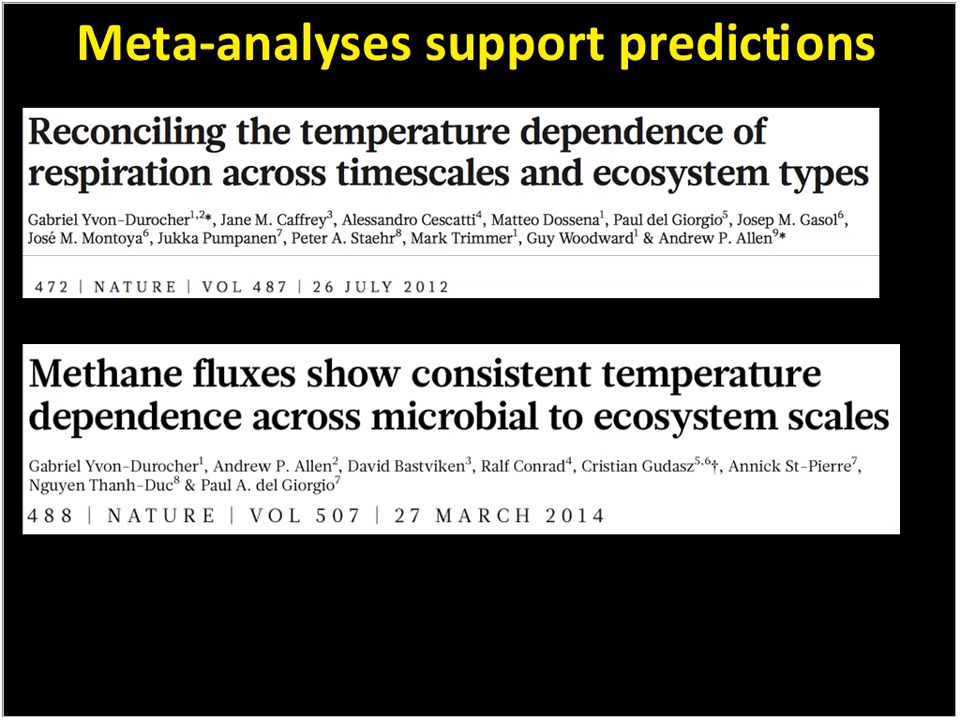 Meta-analyses support predictions
Reconciling the temperature dependence of
respiration across timescales and ecosystem types
Gabriel Yvon-Durocher1,2*, Jane M. Caffrey3, Alessandro Cescatti4, Matteo Dossena1, Paul del Giorgio5, Josep M. Gasol6,
José M. Montoya6, Jukka Pumpanen7, Peter A. Staehr8, Mark Trimmer1, Guy Woodward1 & Andrew P. Allen9*
472 | NATURE | VOL 487 | 26 JULY 2012
Methane fluxes show consistent temperature
dependence across microbial to ecosystem scales
Gabriel Yvon-Durocher1, Andrew P. Allen2, David Bastviken3, Ralf Conrad4, Cristian Gudasz5,6†, Annick St-Pierre7,
Nguyen Thanh-Duc8 & Paul A. del Giorgio7
488 | NATURE | VOL 507 | 27 MARCH 2014